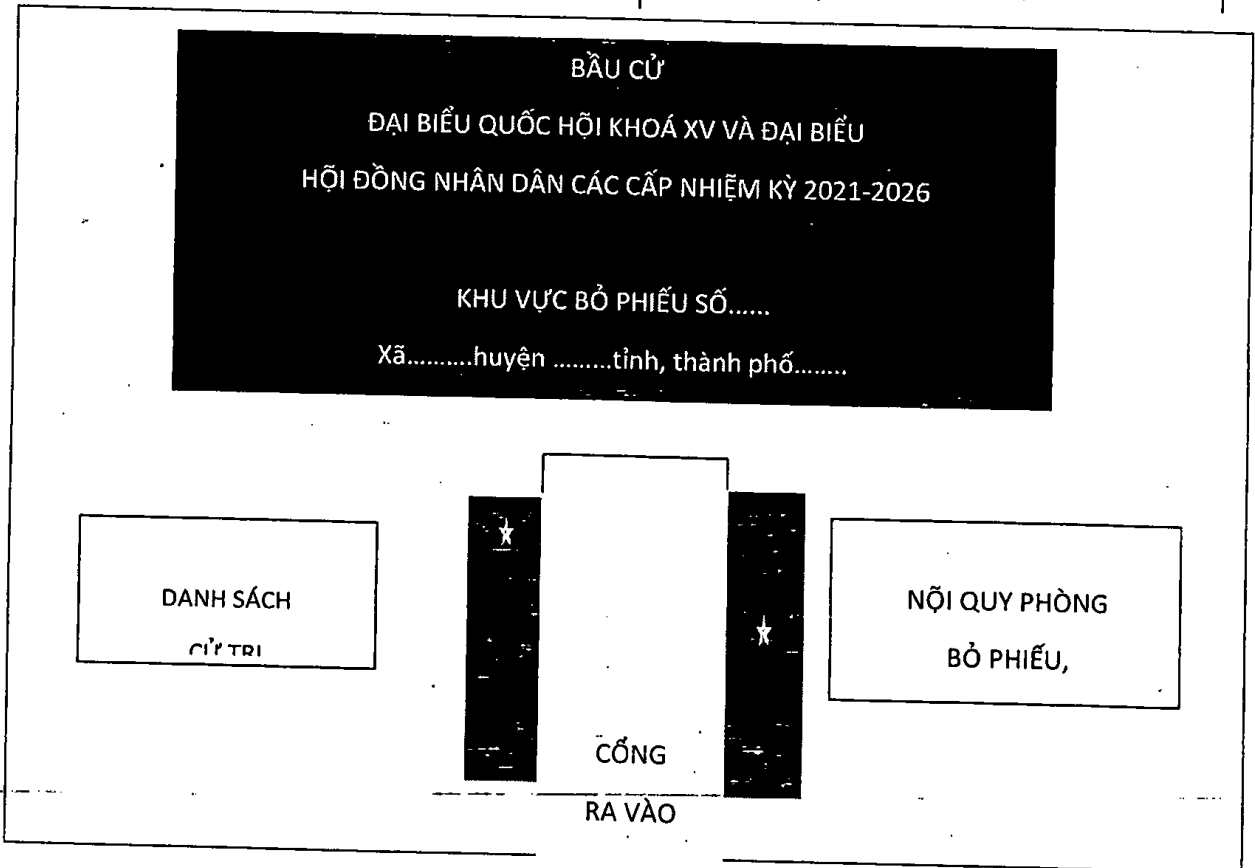 BẦU CỬ
ĐẠI BIỂU QUỐC HỘI KHOÁ XV VÀ ĐẠI BIỂU
HỘI ĐỒNG NHÂN DÂN CÁC CẤP NHIỆM KỲ 2021-2026
KHU VỰC BỎ PHIẾU SỐ......
Xã..........huyện .........tỉnh, thành phố........
DANH SÁCH
CỬ TRI
NỘI QUY PHÒNG
BỎ PHIẾU,
CỔNG
RA VÀO